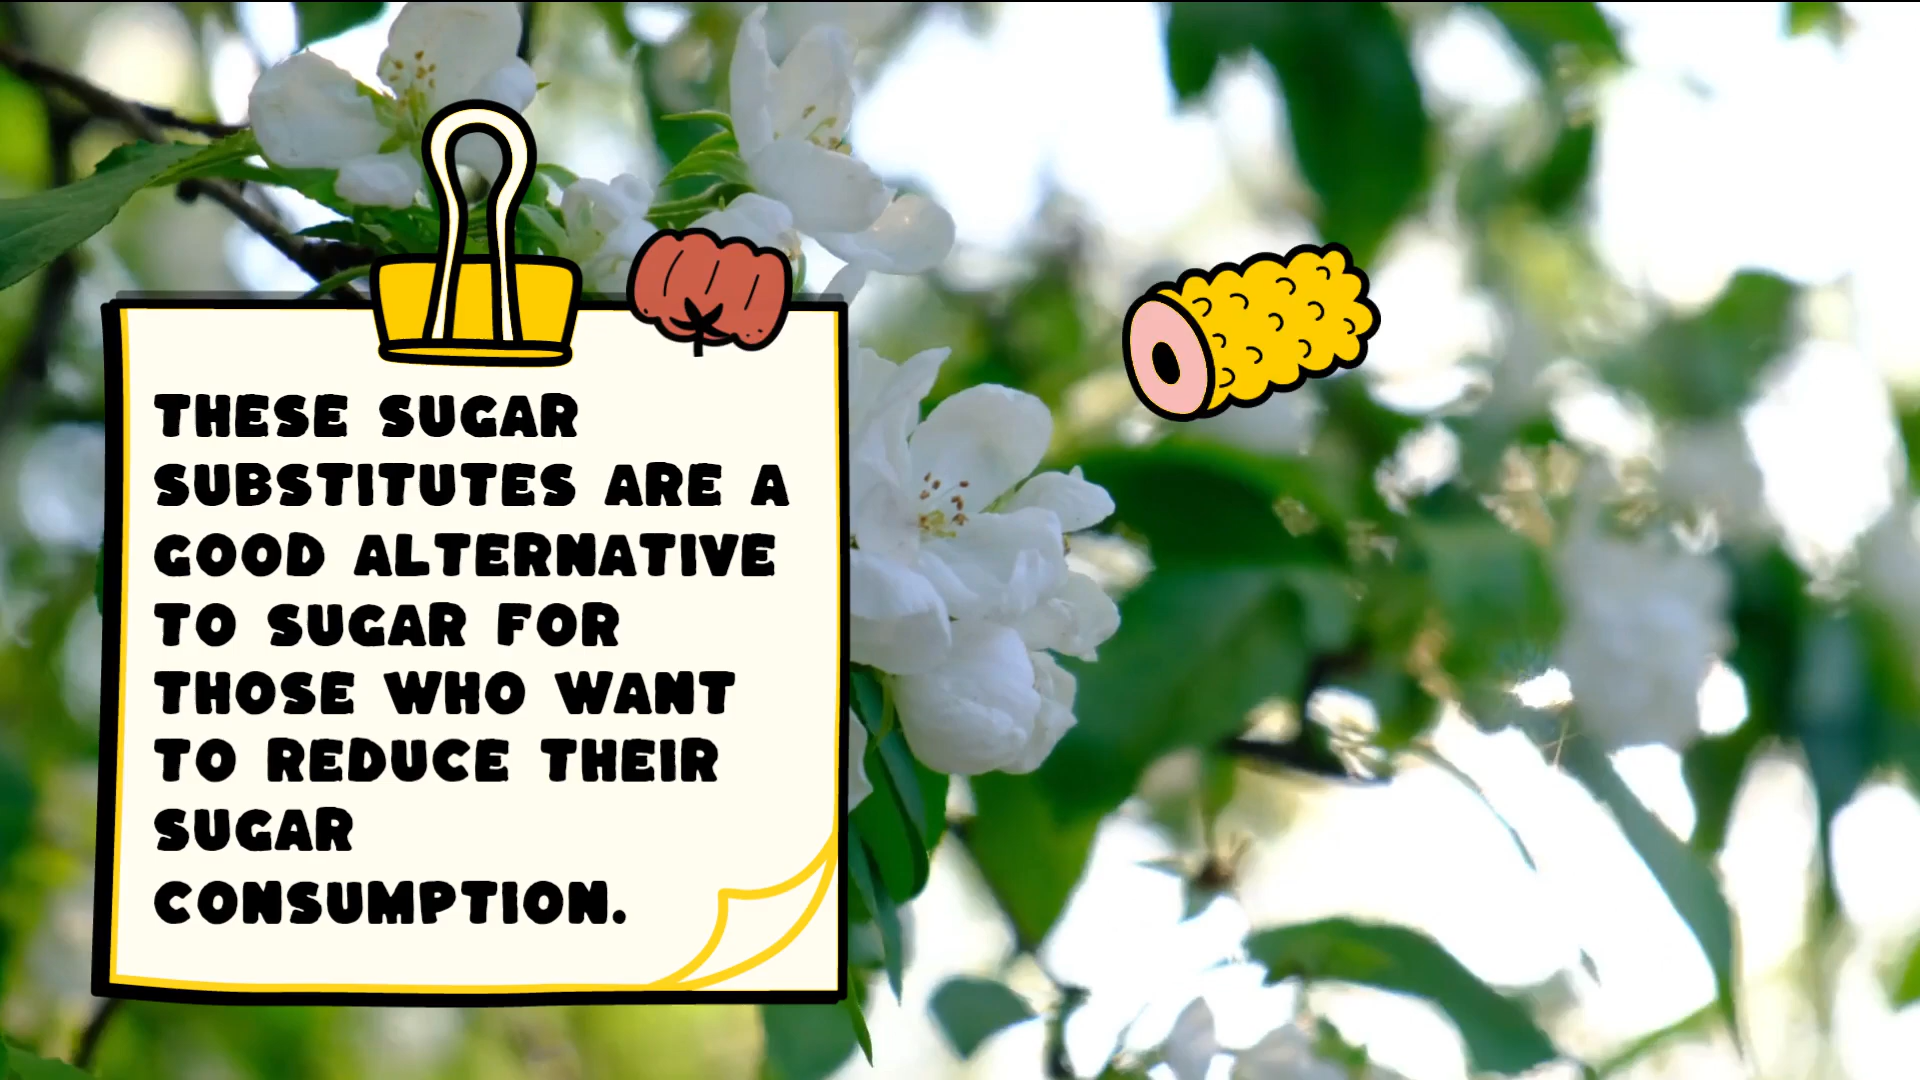 THESE SUGAR
SUBSTITUTES ARE A
GOOD ALTERNATIVE
TO SUGAR FOR
THOSE WHO WANT
TO REDUCE THEIR
SUGAR
CONSUMPTION.